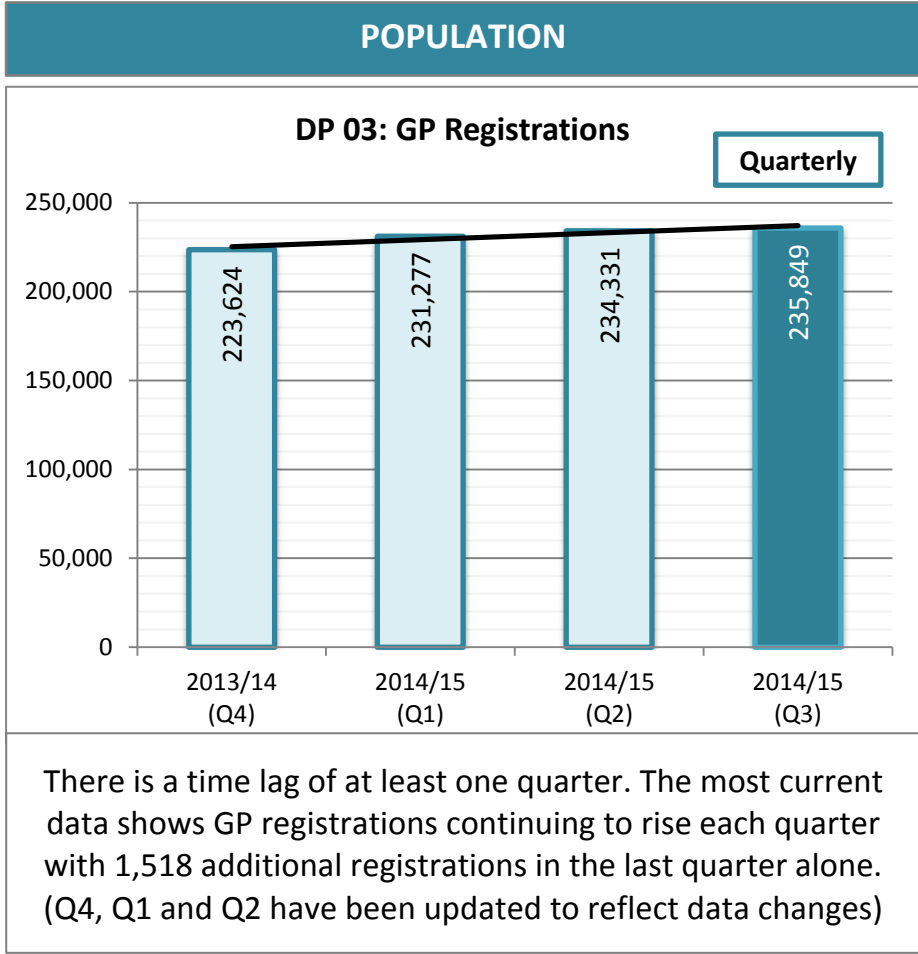 POPULATION
DP 03: GP Registrations
Quarterly
250,000
200,000
150,000
100,000
50,000
0
223,624
231,277
234,331
235,849
2013/14
(Q4)
2014/15
(Q1)
2014/15
(Q2)
2014/15
(Q3)
There is a time lag of at least one quarter. The most current
data shows GP registrations continuing to rise each quarter
with 1,518 additional registrations in the last quarter alone.
(Q4, Q1 and Q2 have been updated to reflect data changes)